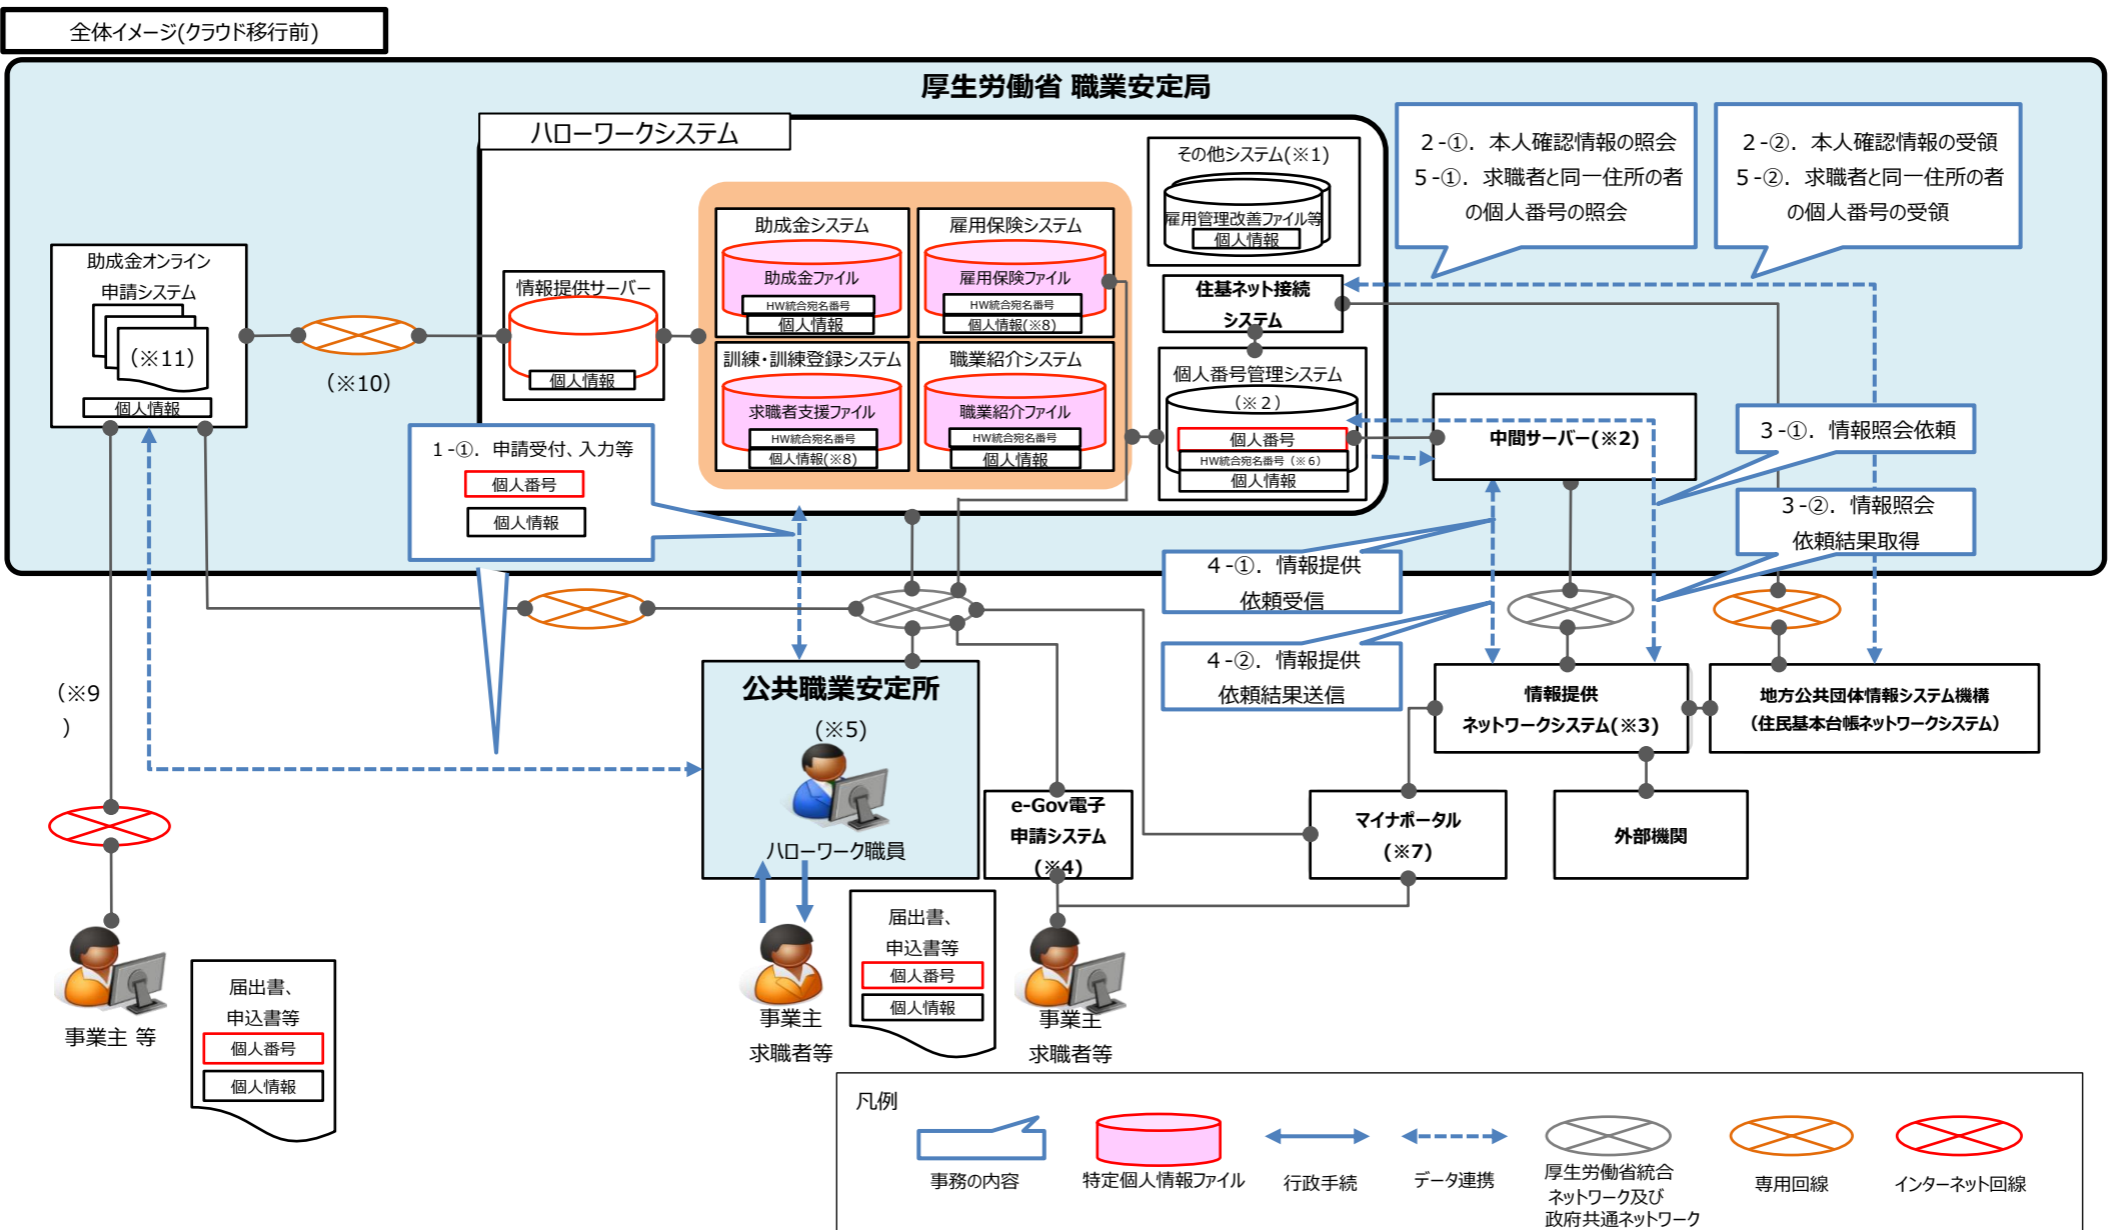 全体イメージ(クラウド移行前)
厚生労働省 職業安定局
ハローワークシステム
助成金オンライン
申請システム
(※11)
個人情報
(※10)
情報提供サーバー
個人情報
助成金システム
助成金ファイル
HW統合宛名番号
個人情報
雇用保険システム
雇用保険ファイル
HW統合宛名番号
個人情報(※8)
訓練・訓練登録システム
求職者支援ファイル
HW統合宛名番号
個人情報(※8)
職業紹介システム
職業紹介ファイル
HW統合宛名番号
個人情報
その他システム(※1)
雇用管理改善ファイル等
個人情報
住基ネット接続
システム
個人番号管理システム
(※2)
個人番号
HW統合宛名番号(※6)
個人情報
中間サーバー(※2)
2-①．本人確認情報の照会
5-①．求職者と同一住所の者
の個人番号の照会
2-②．本人確認情報の受領
5-②．求職者と同一住所の者
の個人番号の受領
1-①．申請受付、入力等
個人番号
個人情報
3-①．情報照会依頼
3-②．情報照会
依頼結果取得
4-①．情報提供
依頼受信
4-②．情報提供
依頼結果送信
(※9
)
公共職業安定所
(※5)
ハローワーク職員
情報提供
ネットワークシステム(※3)
地方公共団体情報システム機構
(住民基本台帳ネットワークシステム)
e-Gov電子
申請システム
(※4)
マイナポータル
(※7)
外部機関
事業主 等
届出書、
申込書等
個人番号
個人情報
事業主
求職者等
届出書、
申込書等
個人番号
個人情報
事業主
求職者等
凡例
事務の内容
特定個人情報ファイル
行政手続
データ連携
厚生労働省統合
ネットワーク及び
政府共通ネットワーク
専用回線
インターネット回線